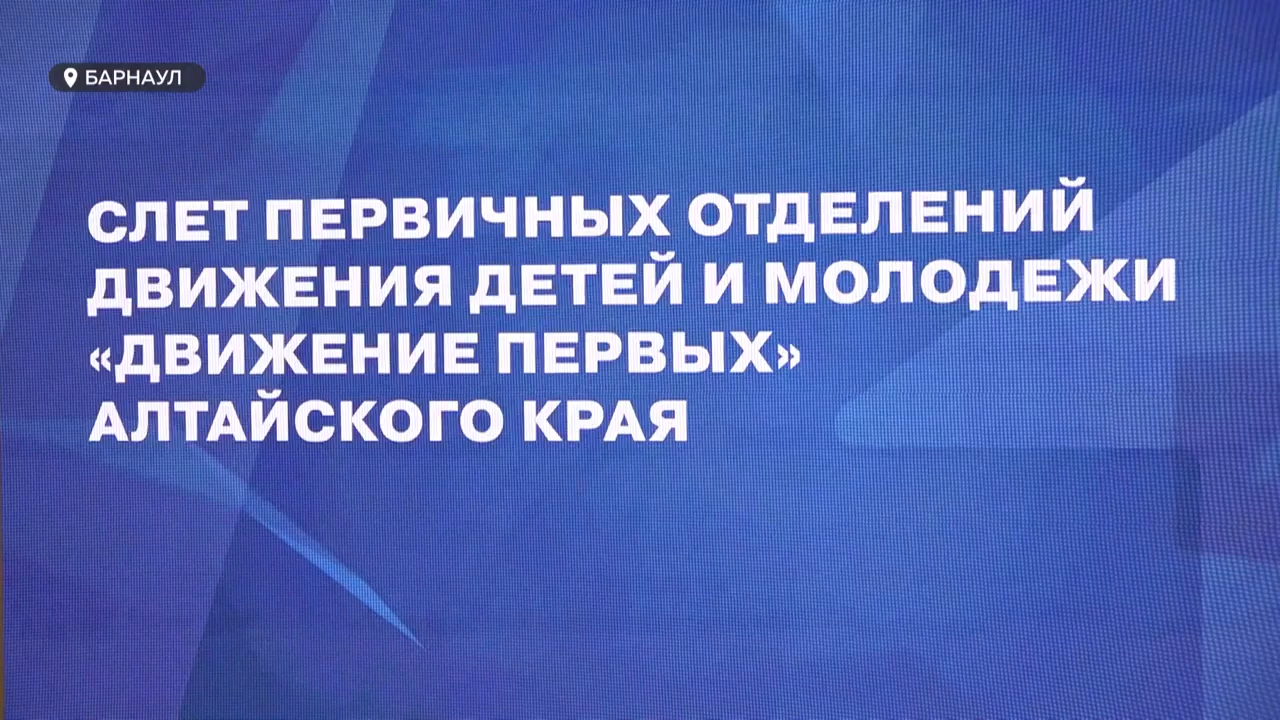 БАРНАУЛ
СЛЕТ ПЕРВИЧНЫХ ОТДЕЛЕНИЙ
ДВИЖЕНИЯ ДЕТЕЙ И МОЛОДЕЖИ
«ДВИЖЕНИЕ ПЕРВЫХ»
АЛТАЙСКОГО КРАЯ